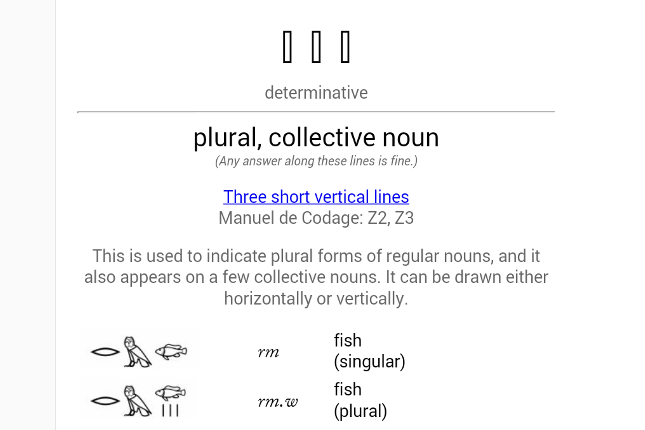 𓏥
determinative
plural, collective noun
(Any answer along these lines is fine.)
Three short vertical lines
Manuel de Codage: Z2, Z3
This is used to indicate plural forms of regular nouns, and it
also appears on a few collective nouns. It can be drawn either
horizontally or vertically.
𓂋𓅓𓆛 rm fish
(singular)
𓂋𓅓𓆛𓏥 rm.w fish
(plural)